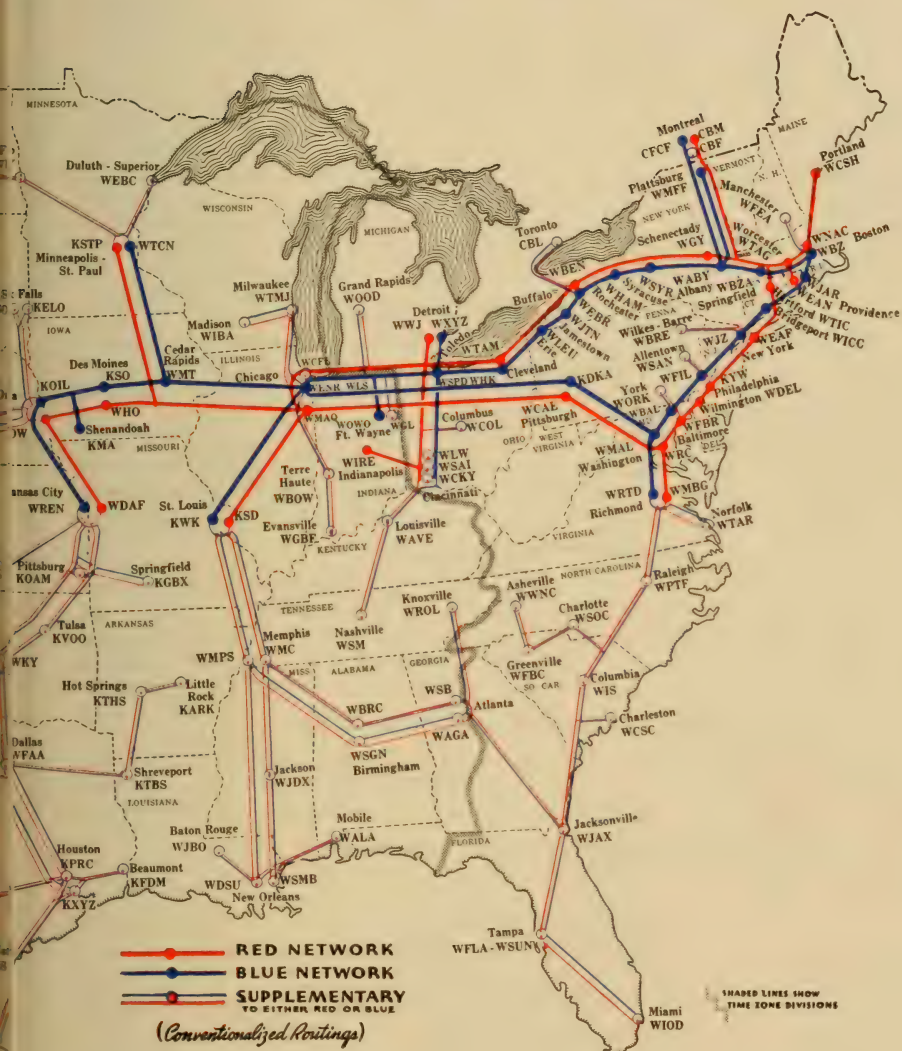 MINNESOTA
Duluth - Superior
WEBC
WISCONSIN
KSTP
WTCN
Minneapolis -
St. Paul
Falls
KELO
IOWA
Milwaukee
WTMJ
Madison
WIBA
ILLINOIS
MICHIGAN
Grand Rapids
WOOD
Detroit
WWJ
WXYZ
Toledo
WTAM
Cedar
Rapids
WMT
Des Moines
KSO
KOIL
WHO
OW
Shenandoah
KMA
MISSOURI
Chicago
WCFL
WENR
WLS
WMAQ
WOWO
WGL
Ft. Wayne
WSPD
WHK
Cleveland
Columbus
WCOL
OHIO
WEST
VIRGINIA
KDKA
WCAE
Pittsburg
WIRE
Indianapolis
INDIANA
WLW
WSAI
WCKY
Cincinnati
Terre
Haute
WBOW
Evansville
WGBF
KENTUCKY
Louisville
WAVE
ansas City
WREN
WDAF
St. Louis
KWK
KSD
Montreal
CFCF
CBM
CBF
VERMONT
N. H.
MAINE
Portland
WCSH
Plattsburg
WMFF
NEW YORK
Manchester
WFEA
Schenectady
WGY
Worcester
WTAG
WNAC
WBZ
Boston
Toronto
CBL
WBEN
Buffalo
WEBR
Rochester
WHAM
Syracuse
WSYR
WABY
Albany
WBZA
Springfield
CT
R. I.
WJAR
WEAN
Providence
Hartford
WTIC
Bridgeport
WICC
WJTN
Jamestown
WLEU
Erie
PENNA
Wilkes-Barre
WBRE
WJZ
N J
WEAF
New York
Allentown
WSAN
WFIL
KYW
Philadelphia
York
WORK
WBAL
WDEL
Wilmington
WFBR
Baltimore
WMAL
WRC
Washington
WRTD
WMBG
Richmond
VIRGINIA
Norfolk
WTAR
Pittsburg
KOAM
Springfield
KGBX
Tulsa
KVOO
WKY
ARKANSAS
TENNESSEE
Nashville
WSM
Knoxville
WROL
Asheville
WWNC
NORTH CAROLINA
Raleigh
WPTF
Charlotte
WSOC
Greenville
WFBC
SO CAR
Columbia
WIS
Charleston
WCSC
WMPS
Memphis
WMC
MISS
ALABAMA
GEORGIA
Hot Springs
KTHS
Little
Rock
KARK
WBRC
WSB
Atlanta
WAGA
WSGN
Birmingham
Dallas
WFAA
Shreveport
KTBS
LOUISIANA
Jackson
WJDX
Baton Rouge
WJBO
Mobile
WALA
WDSU
WSMB
New Orleans
Houston
KPRC
Beaumont
KFDM
KXYZ
FLORIDA
Jacksonville
WJAX
Tampa
WFLA - WSUN
Miami
WIOD
RED NETWORK
BLUE NETWORK
SUPPLEMENTARY
TO EITHER RED OR BLUE
(Conventionalized Routings)
SHADED LINES SHOW
TIME ZONE DIVISIONS